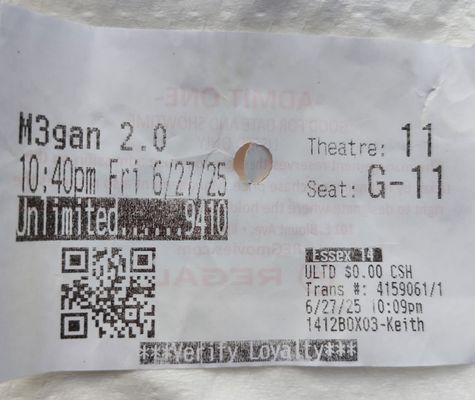 M3gan 2.0
10:40pm Fri 6/27/25
Unlimited......9410
Theatre: 11
Seat: G-11
Essex 14
ULTD $0.00 CSH
Trans #: 4159061/1
6/27/25 10:09pm
1412BOX03-Keith
***Verify Loyalty***